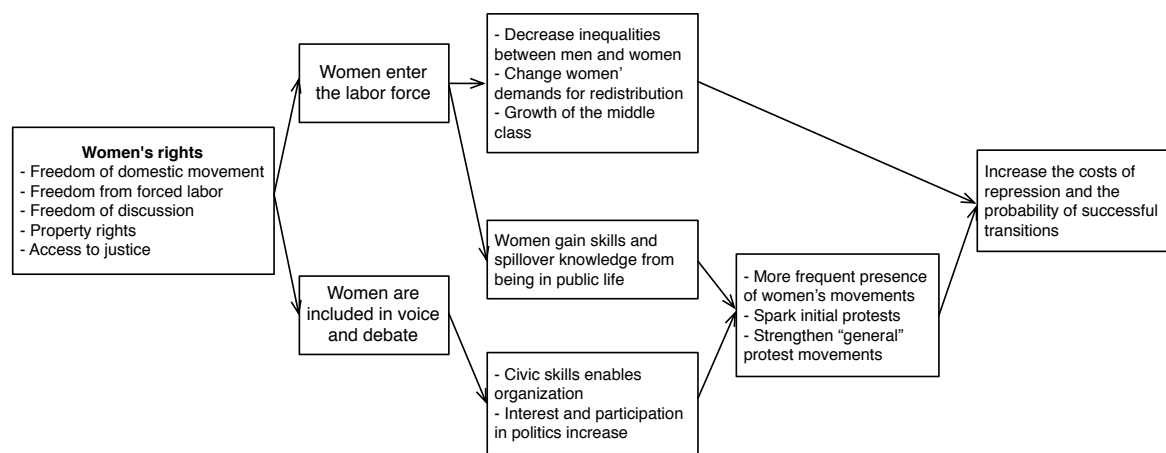 Women's rights
- Freedom of domestic movement
- Freedom from forced labor
- Freedom of discussion
- Property rights
- Access to justice
Women enter
the labor force
Women are
included in voice
and debate
- Decrease inequalities
between men and women
- Change women’
demands for redistribution
- Growth of the middle
class
Women gain skills and
spillover knowledge from
being in public life
- Civic skills enables
organization
- Interest and participation
in politics increase
- More frequent presence
of women’s movements
- Spark initial protests
- Strengthen “general”
protest movements
Increase the costs of
repression and the
probability of successful
transitions